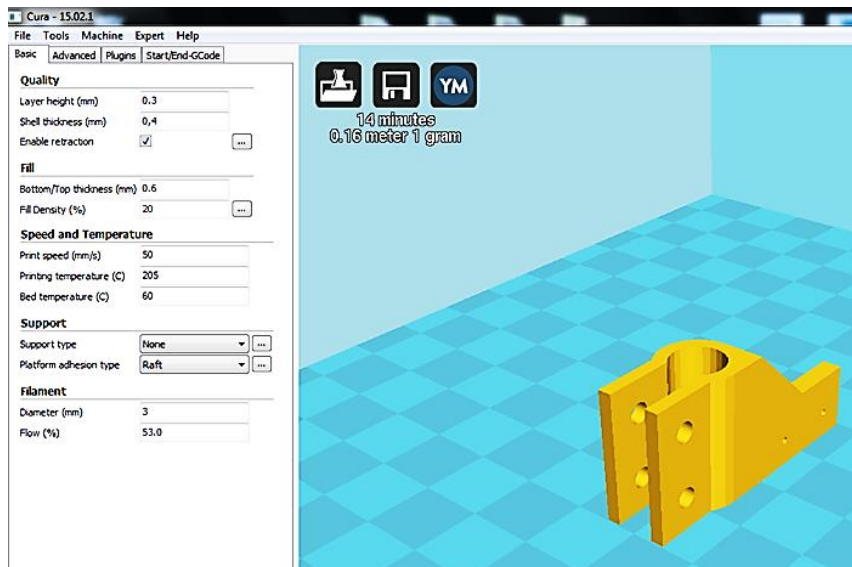 Cura - 15.02.1
File Tools Machine Expert Help
Basic Advanced Plugins Start/End-GCode
Quality
Layer height (mm) 0.3
Shell thickness (mm) 0,4
Enable retraction ...
Fill
Bottom/Top thickness (mm) 0.6
Fill Density (%) 20 ...
Speed and Temperature
Print speed (mm/s) 50
Printing temperature (C) 205
Bed temperature (C) 60
Support
Support type None ...
Platform adhesion type Raft ...
Filament
Diameter (mm) 3
Flow (%) 53.0
YM
14 minutes
0.16 meter 1 gram